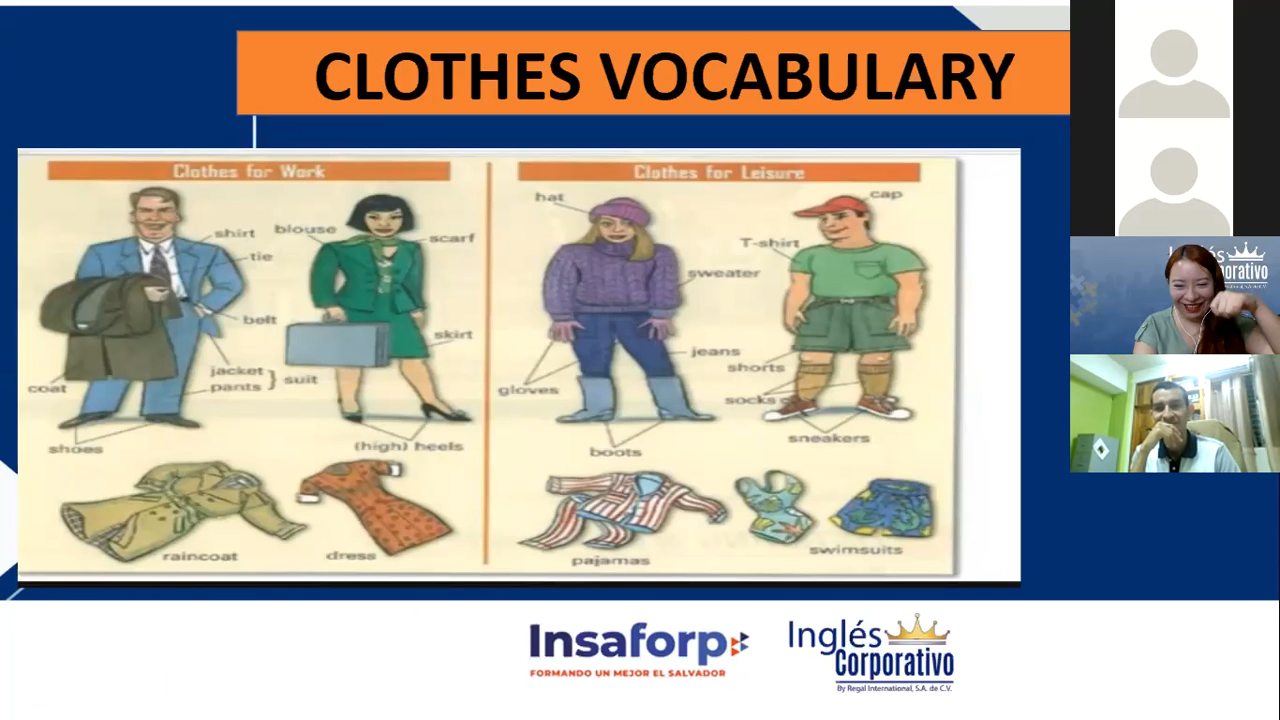 CLOTHES VOCABULARY
Clothes for Work
shirt
blouse
scarf
tie
belt
skirt
coat
jacket
pants
suit
shoes
(high) heels
raincoat
dress
Clothes for Leisure
hat
cap
T-shirt
sweater
jeans
shorts
gloves
socks
sneakers
boots
pajamas
swimsuits
Insaforp
FORMANDO UN MEJOR EL SALVADOR
Inglés
Corporativo
By Regal International, S.A. de C.V.
Inglés
orporativo